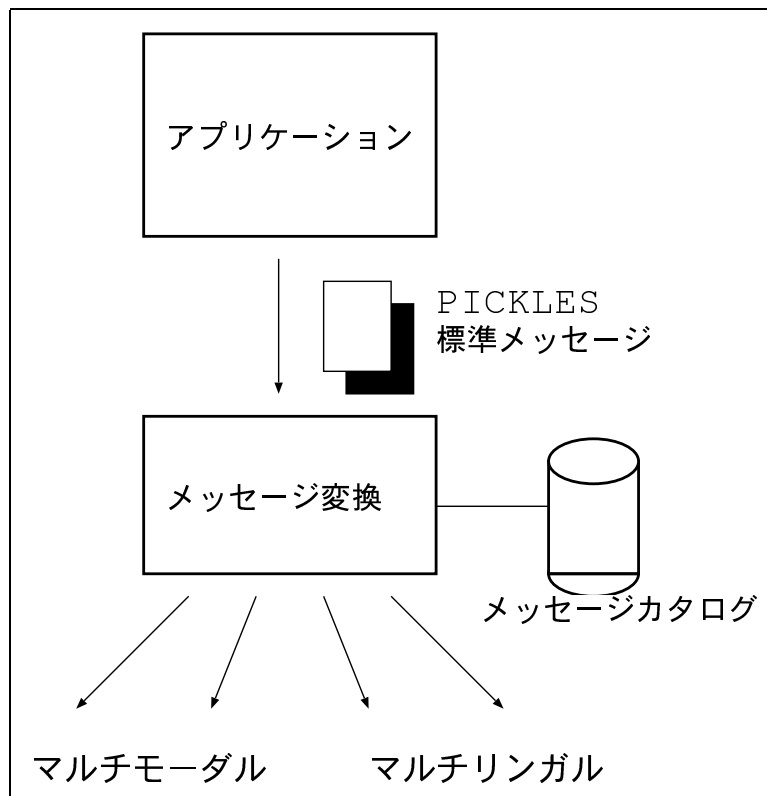 アプリケーション
PICKLES
標準メッセージ
メッセージ変換
メッセージカタログ
マルチモーダル
マルチリンガル